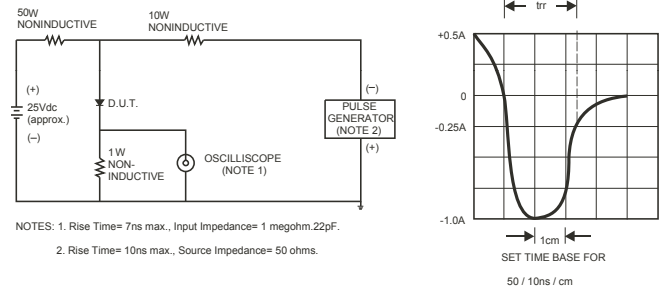 50W
NONINDUCTIVE
10W
NONINDUCTIVE
(+)
25Vdc
(approx.)
(–)
D.U.T.
1W
NON-
INDUCTIVE
OSCILLISCOPE
(NOTE 1)
(–)
PULSE
GENERATOR
(NOTE 2)
(+)
NOTES: 1. Rise Time= 7ns max., Input Impedance= 1 megohm.22pF.
2. Rise Time= 10ns max., Source Impedance= 50 ohms.
trr
+0.5A
0
-0.25A
-1.0A
1cm
SET TIME BASE FOR
50 / 10ns / cm